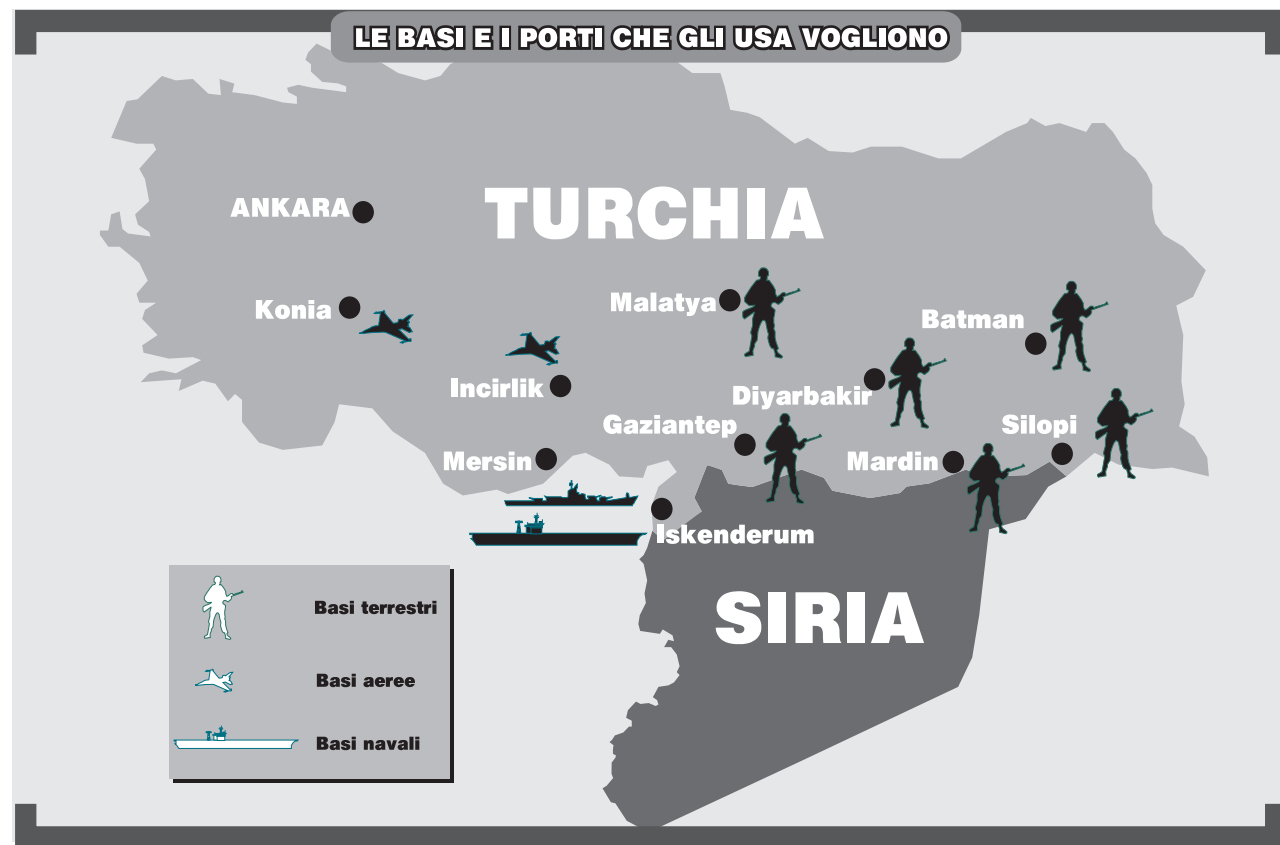 LE BASI E I PORTI CHE GLI USA VOGLIONO
TURCHIA
ANKARA
Konia
Malatya
Batman
Incirlik
Diyarbakir
Gaziantep
Silopi
Mersin
Mardin
Iskenderum
SIRIA
Basi terrestri
Basi aeree
Basi navali